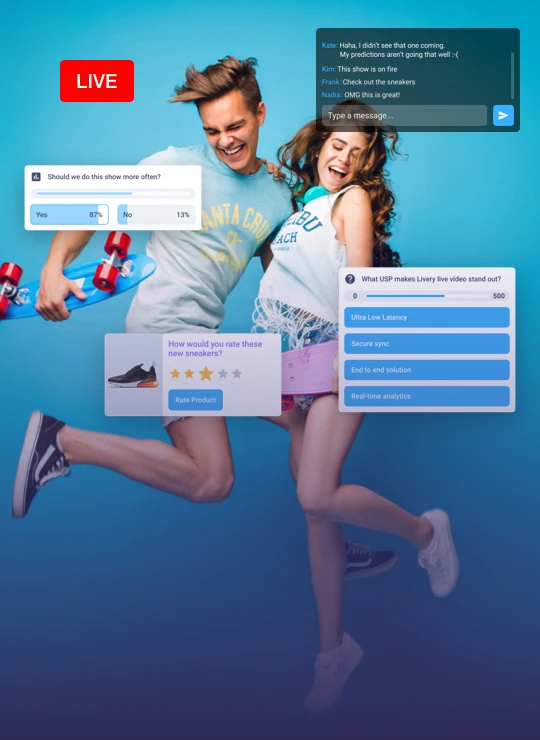 LIVE
Kate: Haha, I didn't see that one coming.
My predictions aren't going that well :-(
Kim: This show is on fire
Frank: Check out the sneakers
Nadia: OMG this is great!
Type a message...
Should we do this show more often?
Yes 87% No 13%
SANTA CRUZ
MALIBU
BEACH
What USP makes Livery live video stand out?
0 500
Ultra Low Latency
Secure sync
End to end solution
Real-time analytics
How would you rate these
new sneakers?
Rate Product